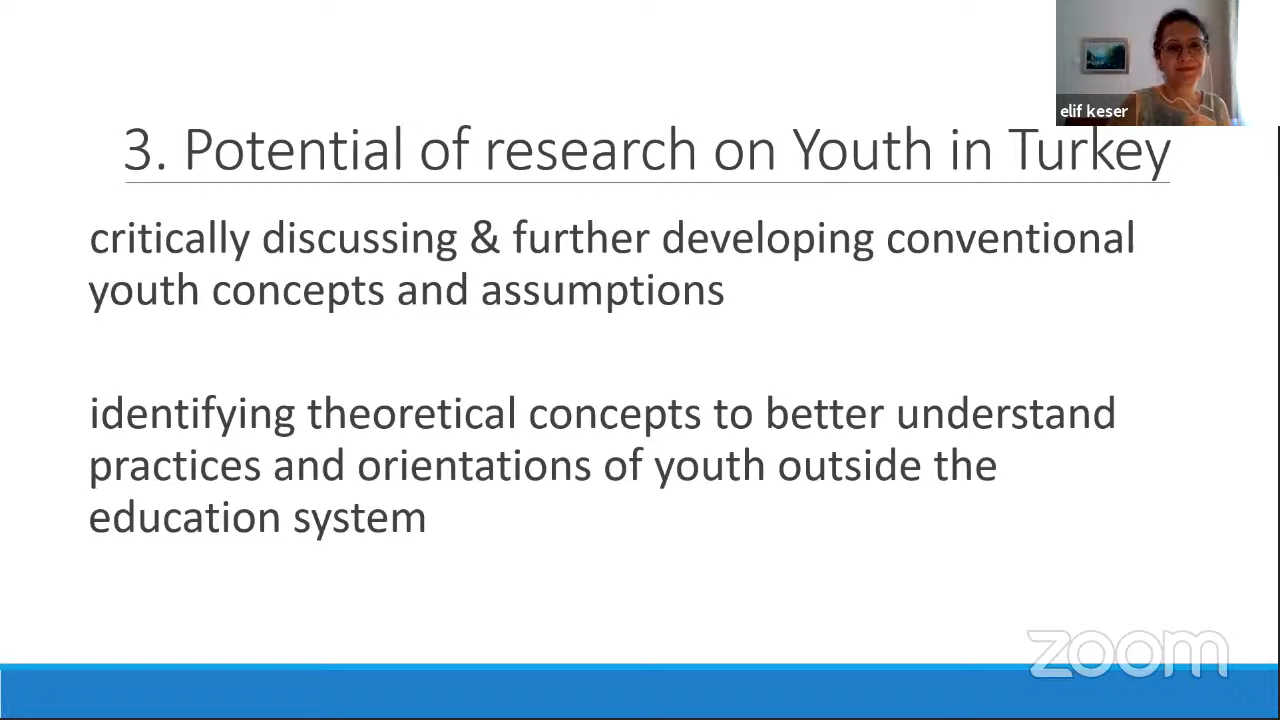 elif keser
3. Potential of research on Youth in Turkey
critically discussing & further developing conventional
youth concepts and assumptions
identifying theoretical concepts to better understand
practices and orientations of youth outside the
education system
zoom